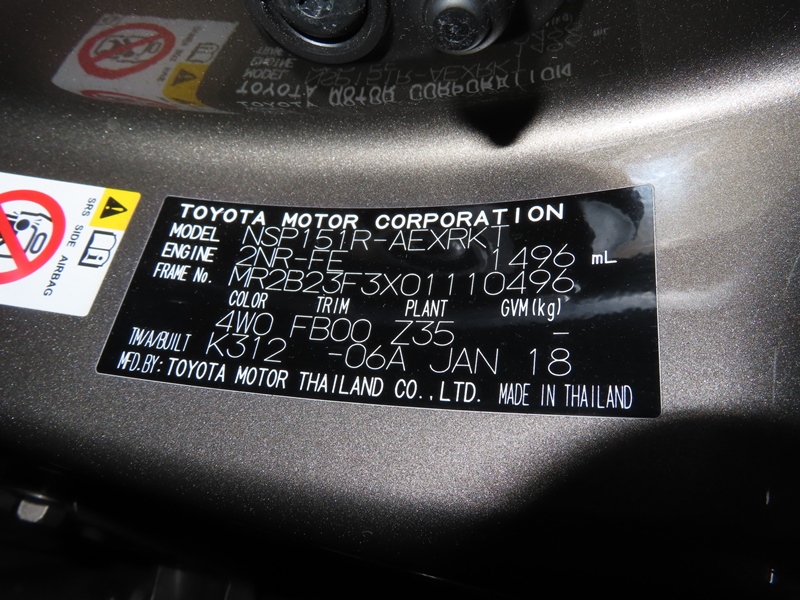 TOYOTA MOTOR CORPORATION
MODEL NSP151R-AEXRKT
ENGINE 2NR-FE 1496 mL
FRAME No. MR2B23F3X01110496
COLOR TRIM PLANT GVM(kg)
4W0 FB00 Z35 -
TM/A/BUILT K312 -06A JAN 18
MFD.BY: TOYOTA MOTOR THAILAND CO.,LTD. MADE IN THAILAND
SRS SIDE AIRBAG